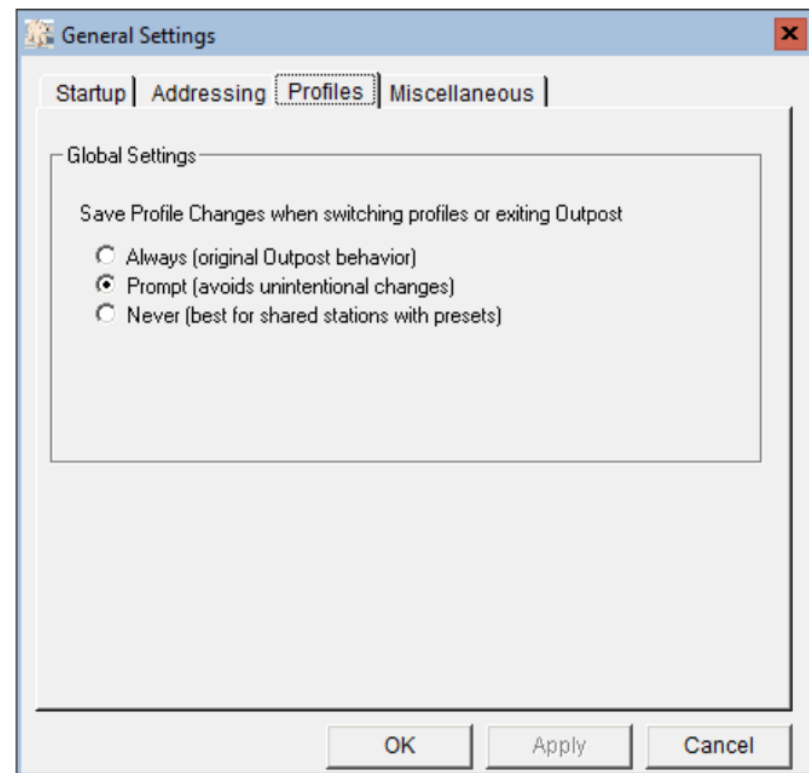 General Settings
Startup Addressing Profiles Miscellaneous
Global Settings
Save Profile Changes when switching profiles or exiting Outpost
Always (original Outpost behavior)
Prompt (avoids unintentional changes)
Never (best for shared stations with presets)
OK Apply Cancel